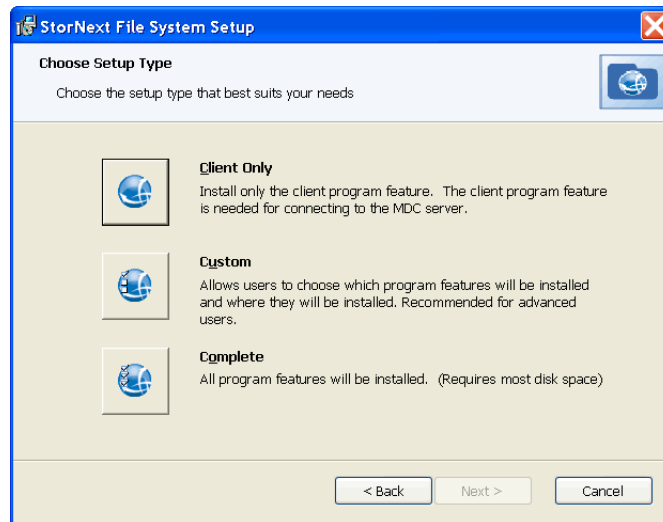 StorNext File System Setup
Choose Setup Type
Choose the setup type that best suits your needs
Client Only
Install only the client program feature. The client program feature
is needed for connecting to the MDC server.
Custom
Allows users to choose which program features will be installed
and where they will be installed. Recommended for advanced
users.
Complete
All program features will be installed. (Requires most disk space)
< Back Next > Cancel